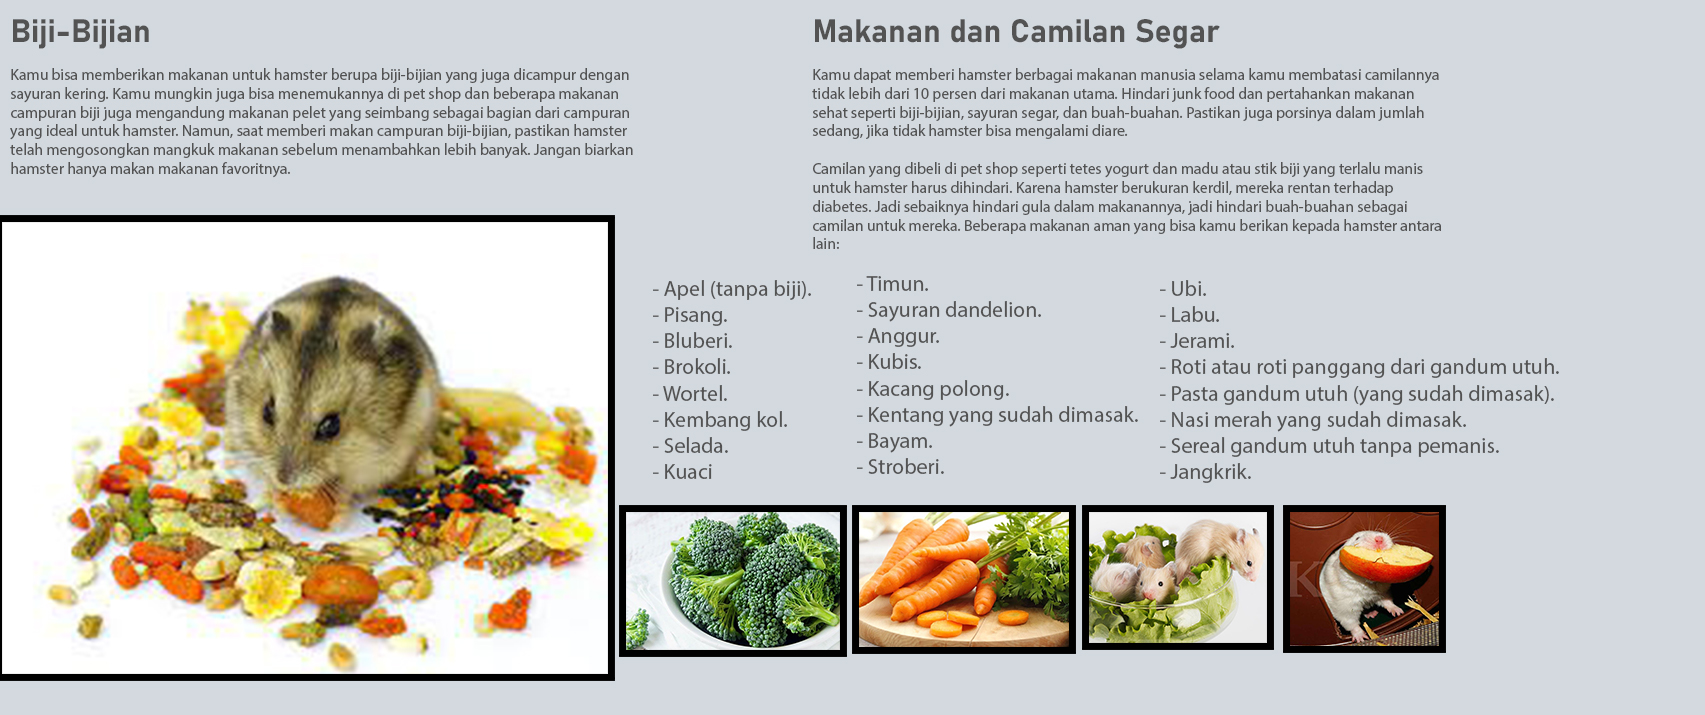 Biji-Bijian
Kamu bisa memberikan makanan untuk hamster berupa biji-bijian yang juga dicampur dengan
sayuran kering. Kamu mungkin juga bisa menemukannya di pet shop dan beberapa makanan
campuran biji juga mengandung makanan pelet yang seimbang sebagai bagian dari campuran
yang ideal untuk hamster. Namun, saat memberi makan campuran biji-bijian, pastikan hamster
telah mengosongkan mangkuk makanan sebelum menambahkan lebih banyak. Jangan biarkan
hamster hanya makan makanan favoritnya.
Makanan dan Camilan Segar
Kamu dapat memberi hamster berbagai makanan manusia selama kamu membatasi camilannya
tidak lebih dari 10 persen dari makanan utama. Hindari junk food dan pertahankan makanan
sehat seperti biji-bijian, sayuran segar, dan buah-buahan. Pastikan juga porsinya dalam jumlah
sedang, jika tidak hamster bisa mengalami diare.
Camilan yang dibeli di pet shop seperti tetes yogurt dan madu atau stik biji yang terlalu manis
untuk hamster harus dihindari. Karena hamster berukuran kerdil, mereka rentan terhadap
diabetes. Jadi sebaiknya hindari gula dalam makanannya, jadi hindari buah-buahan sebagai
camilan untuk mereka. Beberapa makanan aman yang bisa kamu berikan kepada hamster antara
lain:
- Apel (tanpa biji).
- Pisang.
- Bluberi.
- Brokoli.
- Wortel.
- Kembang kol.
- Selada.
- Kuaci
- Timun.
- Sayuran dandelion.
- Anggur.
- Kubis.
- Kacang polong.
- Kentang yang sudah dimasak.
- Bayam.
- Stroberi.
- Ubi.
- Labu.
- Jerami.
- Roti atau roti panggang dari gandum utuh.
- Pasta gandum utuh (yang sudah dimasak).
- Nasi merah yang sudah dimasak.
- Sereal gandum utuh tanpa pemanis.
- Jangkrik.